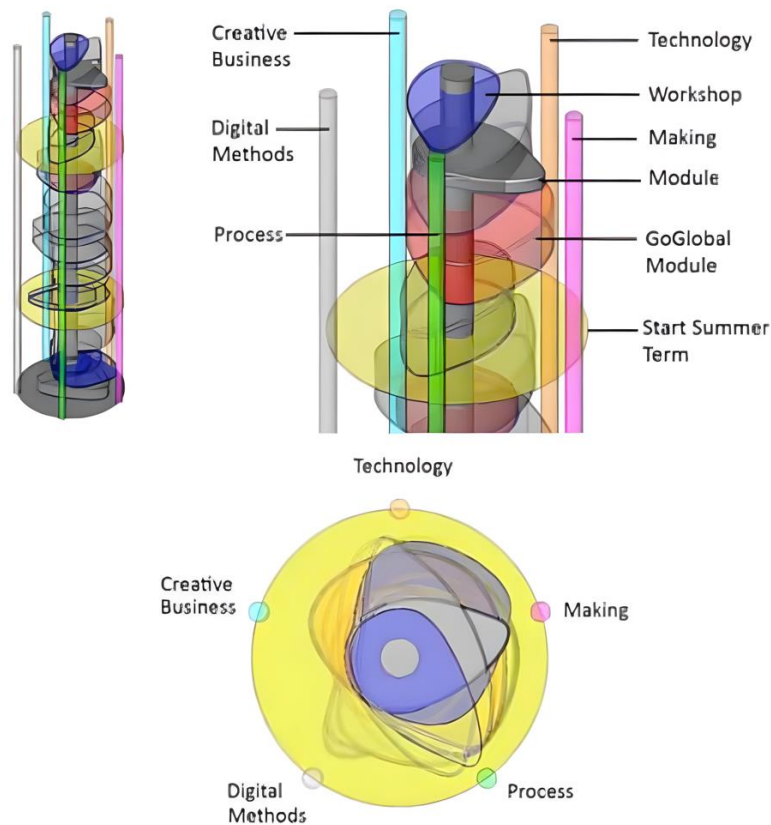 Creative
Business
Technology
Workshop
Digital
Methods
Making
Module
Process
GoGlobal
Module
Start Summer
Term
Technology
Creative
Business
Making
Digital
Methods
Process